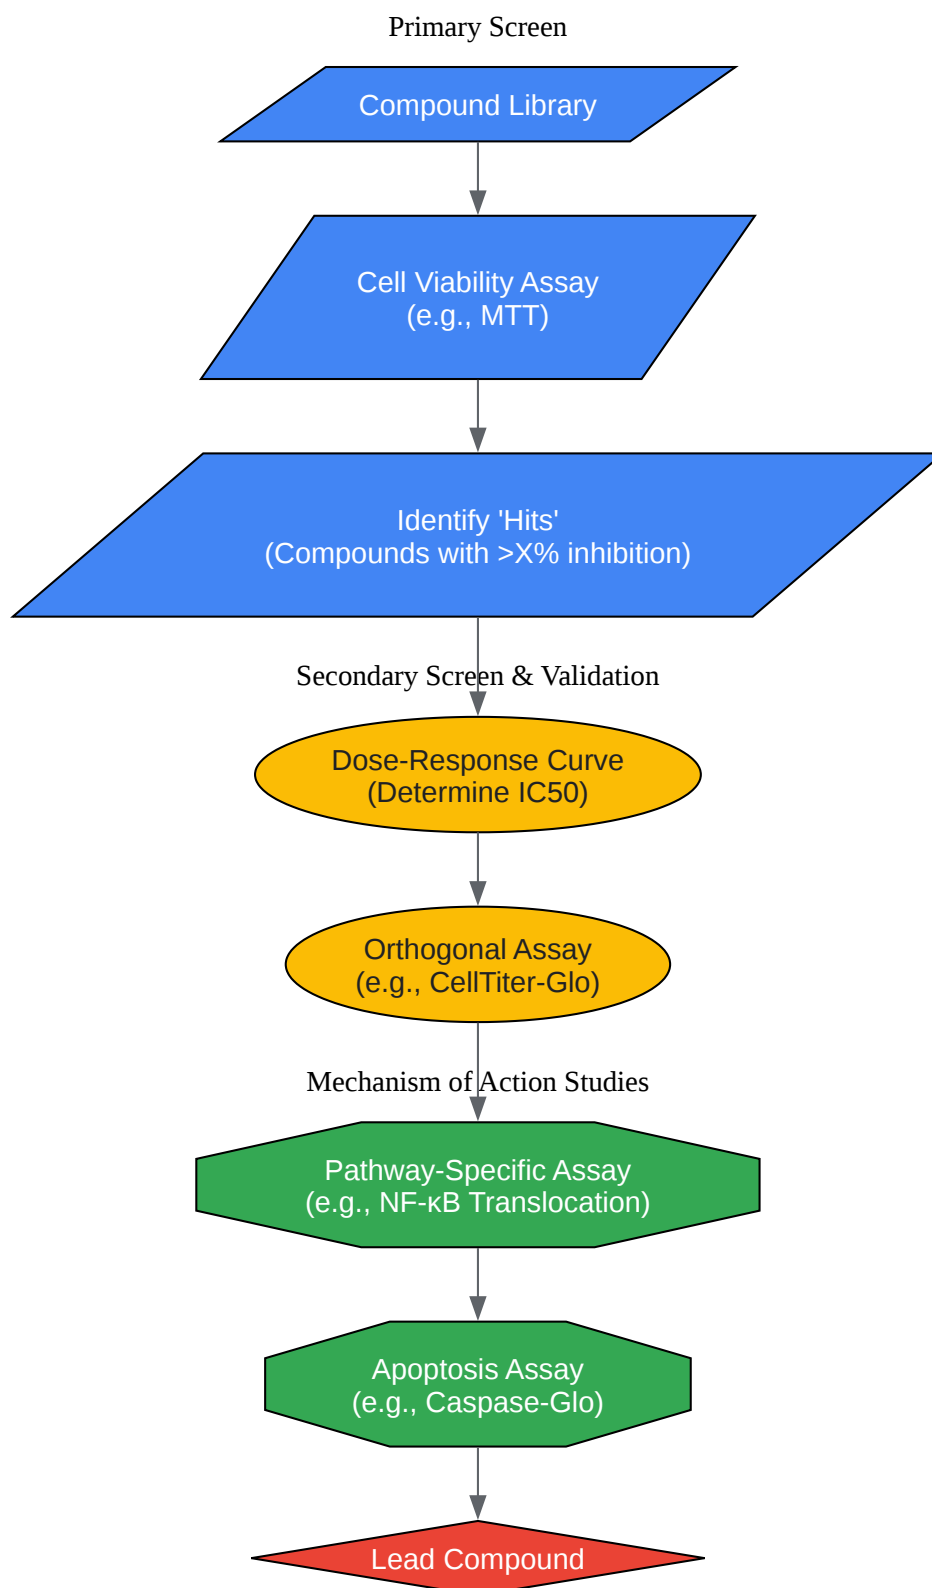 Primary Screen
Compound Library
Cell Viability Assay
(e.g., MTT)
Identify 'Hits'
(Compounds with >X% inhibition)
Secondary Screen & Validation
Dose-Response Curve
(Determine IC50)
Orthogonal Assay
(e.g., CellTiter-Glo)
Mechanism of Action Studies
Pathway-Specific Assay
(e.g., NF-κB Translocation)
Apoptosis Assay
(e.g., Caspase-Glo)
Lead Compound